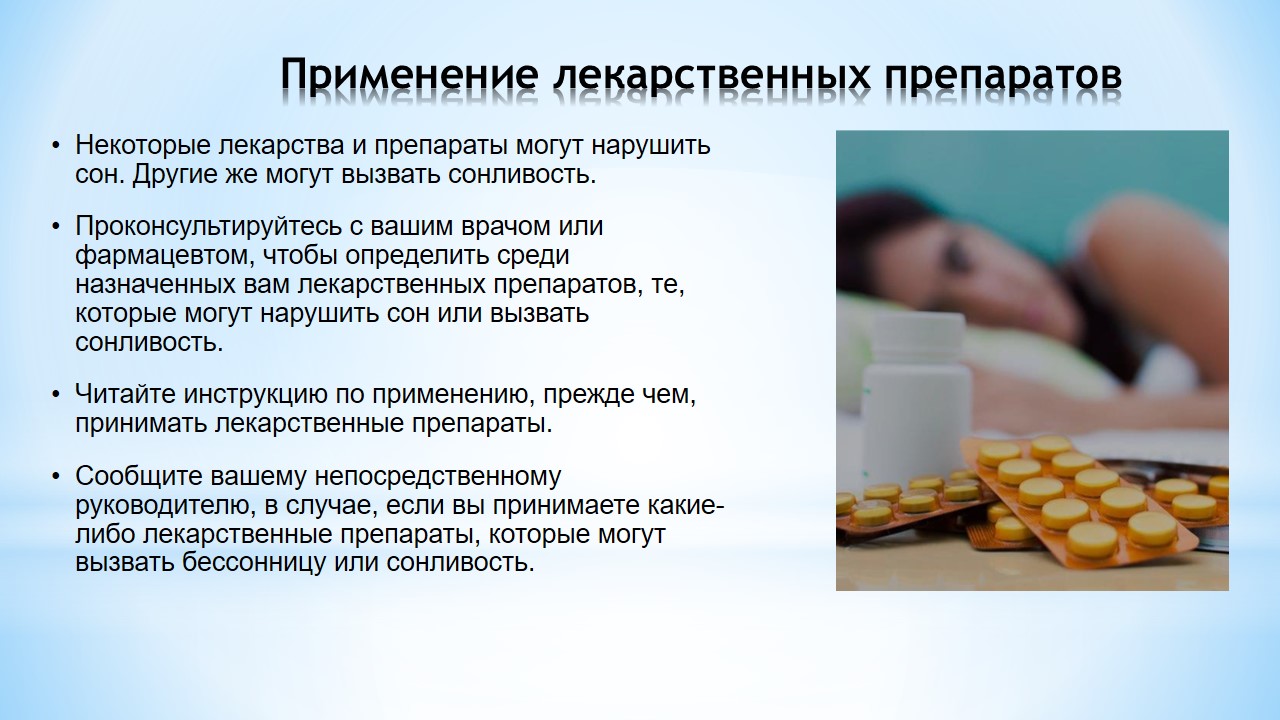 Применение лекарственных препаратов
• Некоторые лекарства и препараты могут нарушить
сон. Другие же могут вызвать сонливость.
• Проконсультируйтесь с вашим врачом или
фармацевтом, чтобы определить среди
назначенных вам лекарственных препаратов, те,
которые могут нарушить сон или вызвать
сонливость.
• Читайте инструкцию по применению, прежде чем,
принимать лекарственные препараты.
• Сообщите вашему непосредственному
руководителю, в случае, если вы принимаете какие-
либо лекарственные препараты, которые могут
вызвать бессонницу или сонливость.